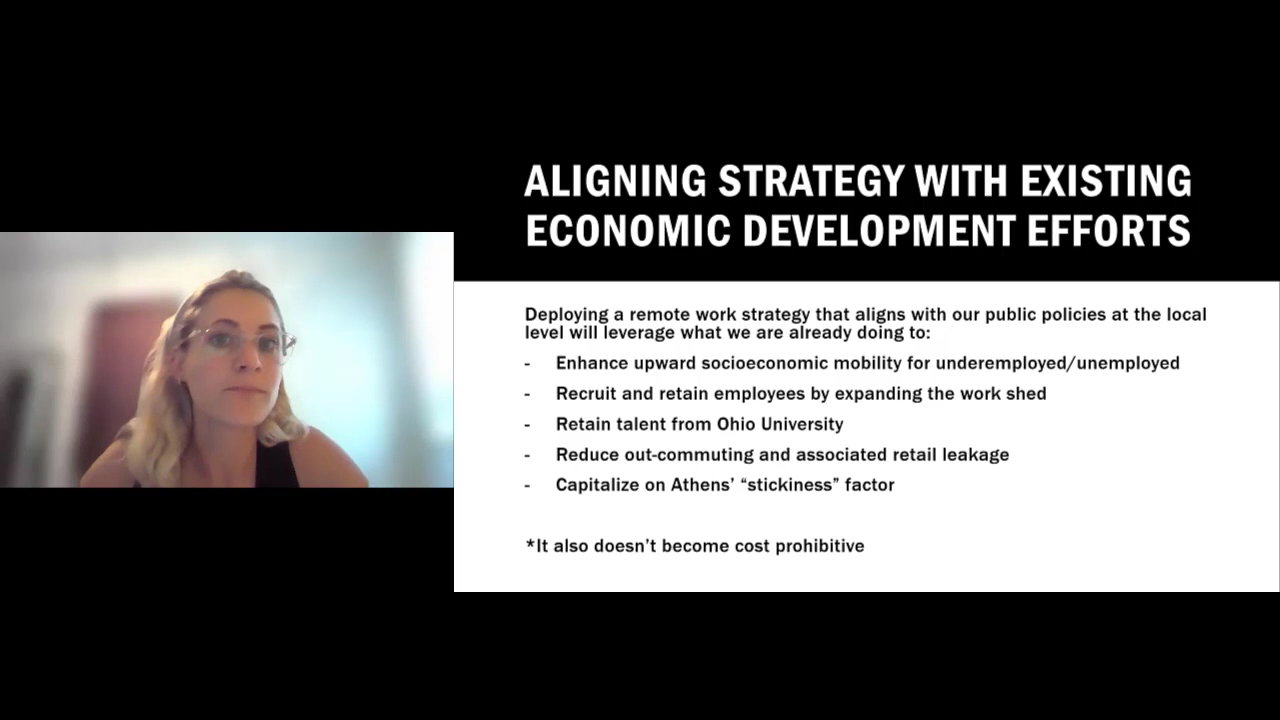 ALIGNING STRATEGY WITH EXISTING
ECONOMIC DEVELOPMENT EFFORTS
Deploying a remote work strategy that aligns with our public policies at the local
level will leverage what we are already doing to:
- Enhance upward socioeconomic mobility for underemployed/unemployed
- Recruit and retain employees by expanding the work shed
- Retain talent from Ohio University
- Reduce out-commuting and associated retail leakage
- Capitalize on Athens’ “stickiness” factor
*It also doesn’t become cost prohibitive